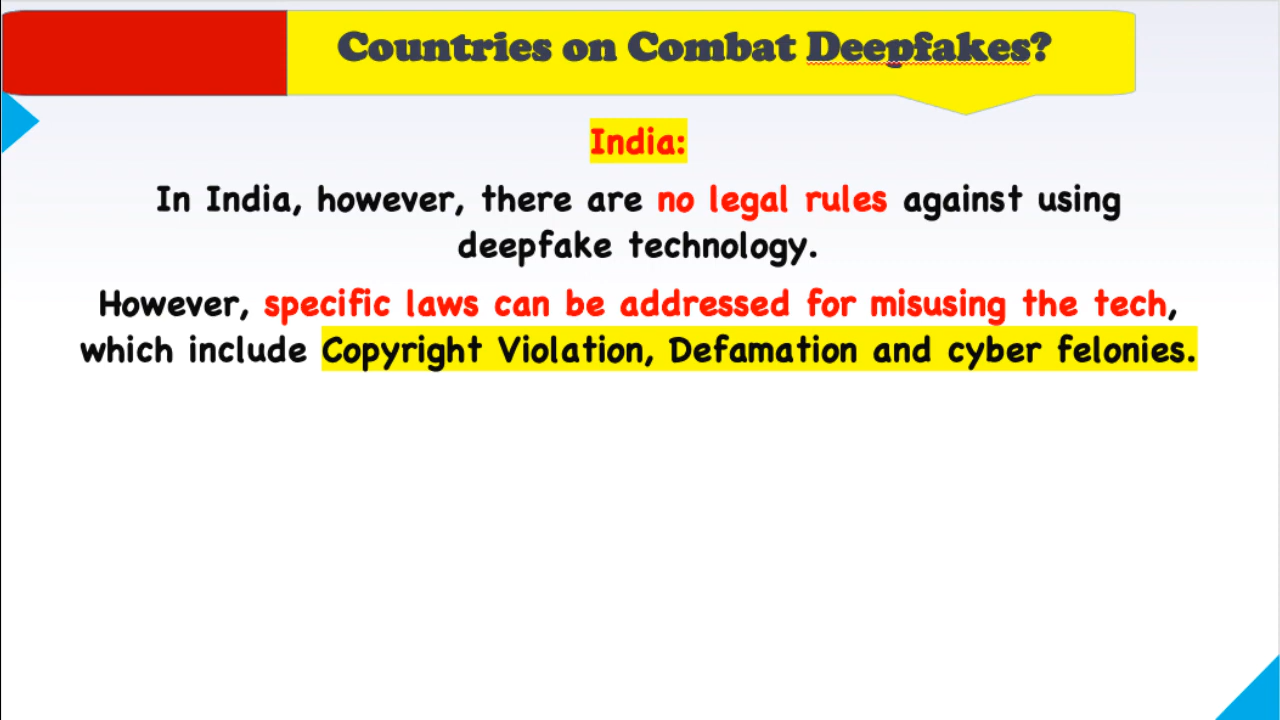 Countries on Combat Deepfakes?
India:
In India, however, there are no legal rules against using
deepfake technology.
However, specific laws can be addressed for misusing the tech,
which include Copyright Violation, Defamation and cyber felonies.